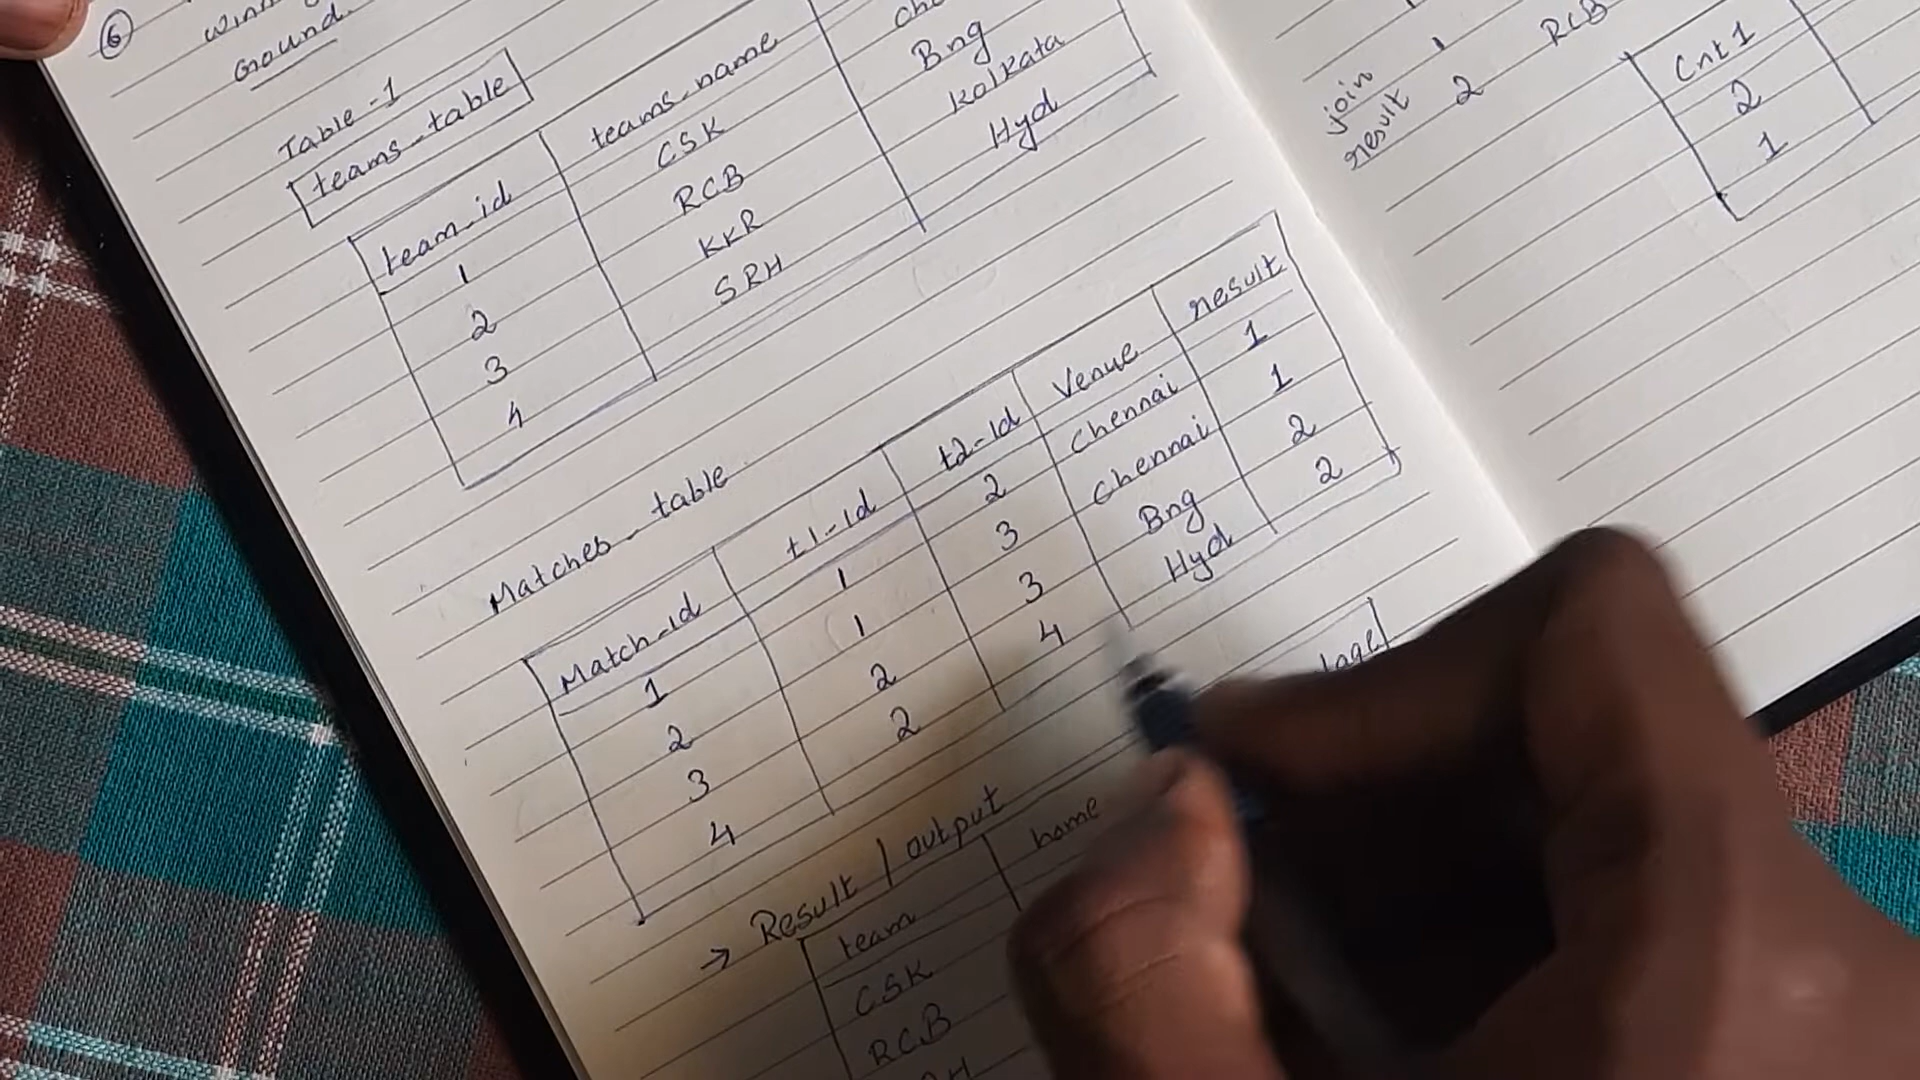 6
Ground.
Table-1
teams_table
team_id teams_name
1 CSK Bng
2 RCB Kolkata
3 KKR Hyd
4 SRH
Matches_table
Match_id t1_id t2_id Venue result
1 1 2 Chennai 1
2 1 3 Chennai 1
3 2 3 Bng 2
4 2 4 Hyd 2
→ Result / output
team home
CSK
RCB
join 1
result 2 RCB
Cnt1
2
1